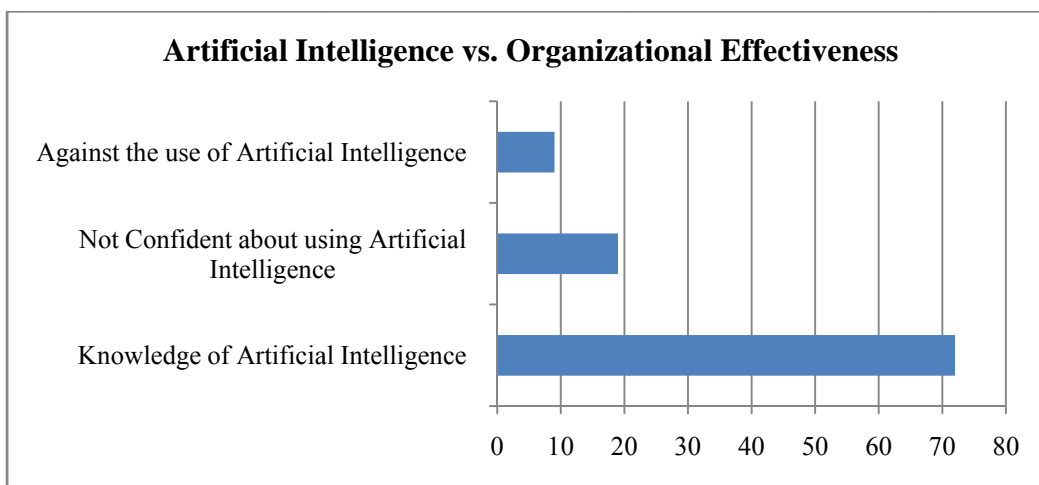 Artificial Intelligence vs. Organizational Effectiveness
Against the use of Artificial Intelligence
Not Confident about using Artificial
Intelligence
Knowledge of Artificial Intelligence
0 10 20 30 40 50 60 70 80